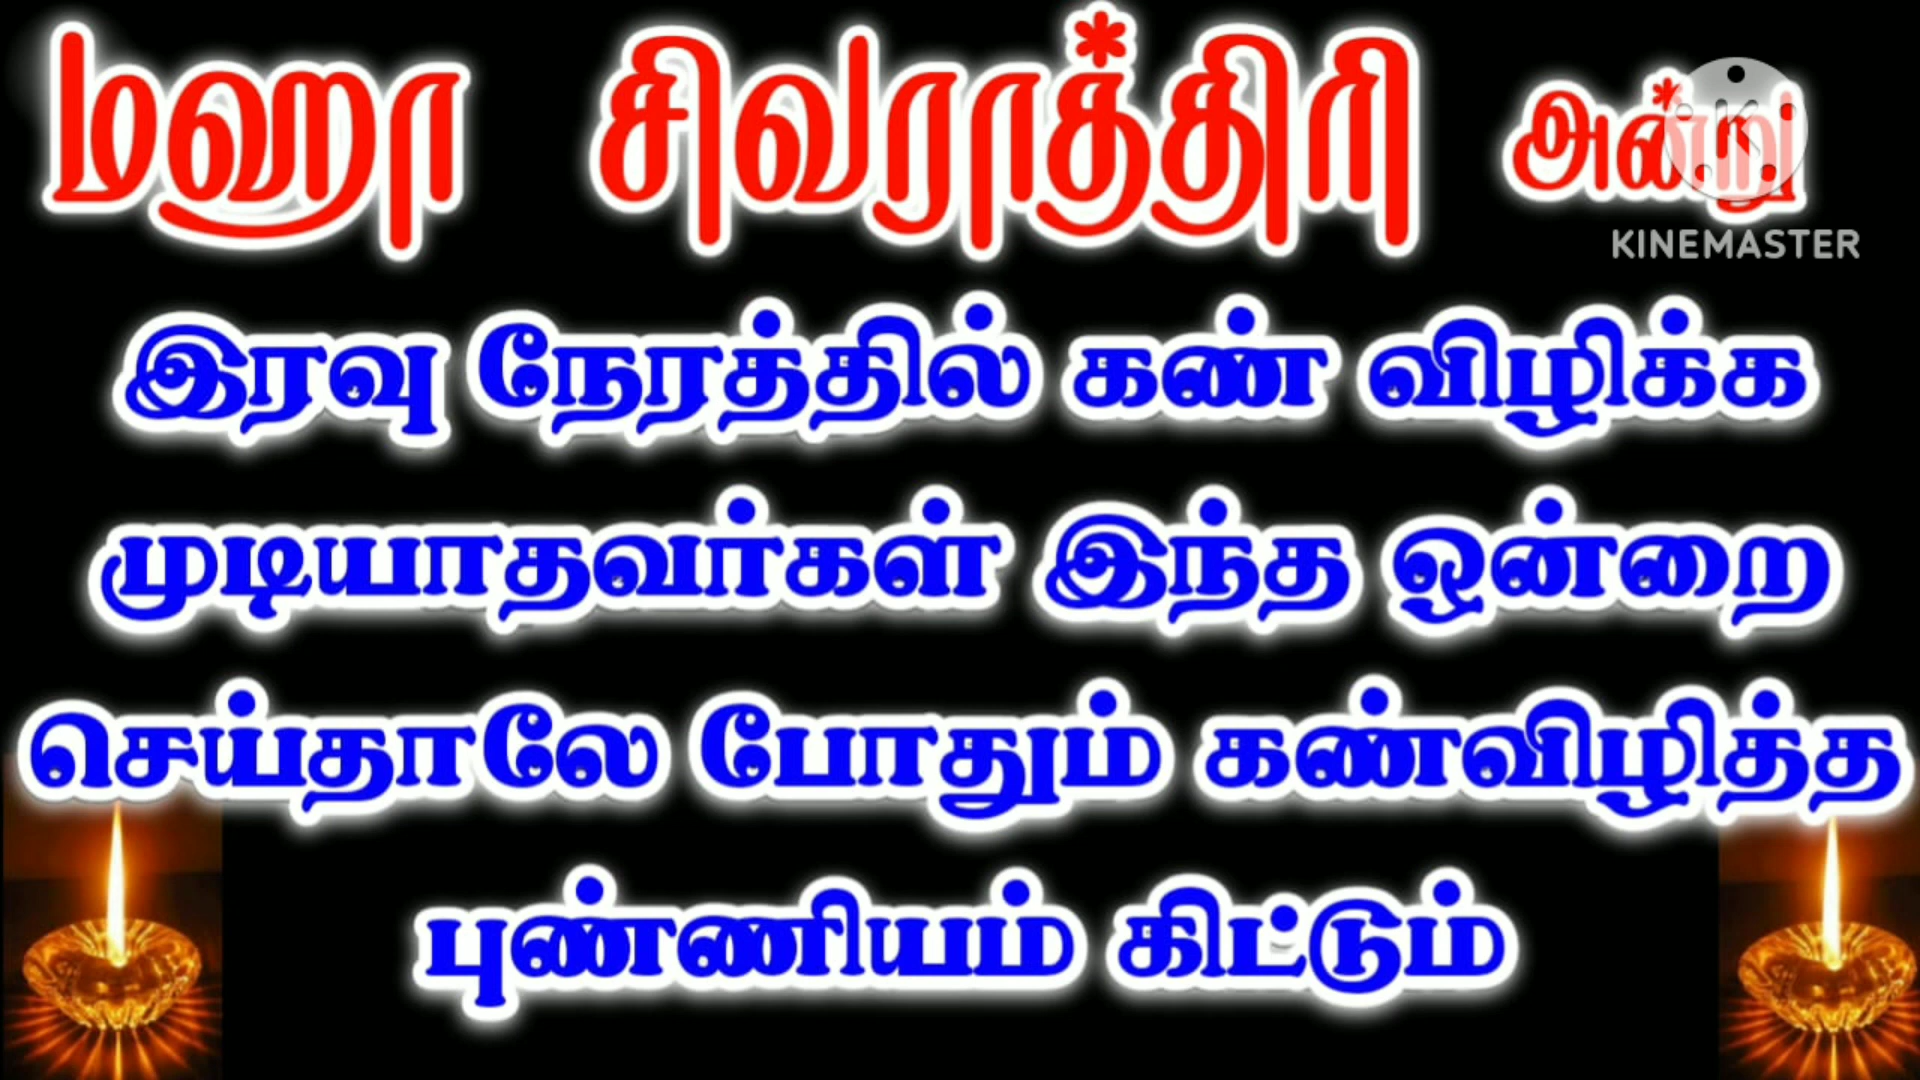 மஹா சிவராத்திரி அன்று
KINEMASTER
இரவு நேரத்தில் கண் விழிக்க
முடியாதவர்கள் இந்த ஒன்றை
செய்தாலே போதும் கண்விழித்த
புண்ணியம் கிட்டும்